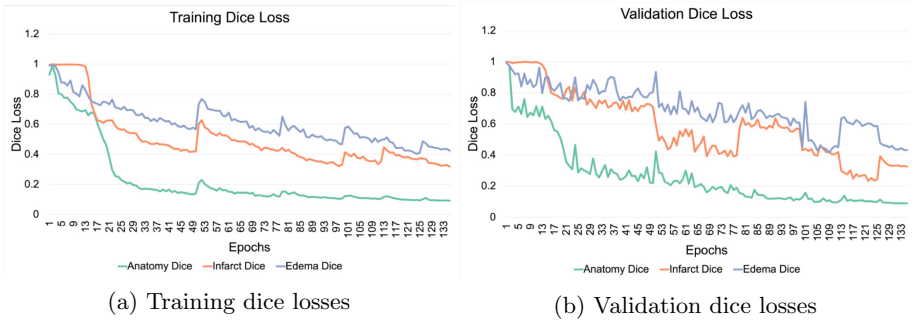 Training Dice Loss
1.2
1
0.8
0.6
0.4
0.2
0
Dice Loss
1 5 9 13 17 21 25 29 33 37 41 45 49 53 57 61 65 69 73 77 81 85 89 93 97 101 105 109 113 117 121 125 129 133
Epochs
Anatomy Dice Infarct Dice Edema Dice
(a) Training dice losses
Validation Dice Loss
1.2
1
0.8
0.6
0.4
0.2
0
Dice Loss
1 5 9 13 17 21 25 29 33 37 41 45 49 53 57 61 65 69 73 77 81 85 89 93 97 101 105 109 113 117 121 125 129 133
Epochs
Anatomy Dice Infarct Dice Edema Dice
(b) Validation dice losses